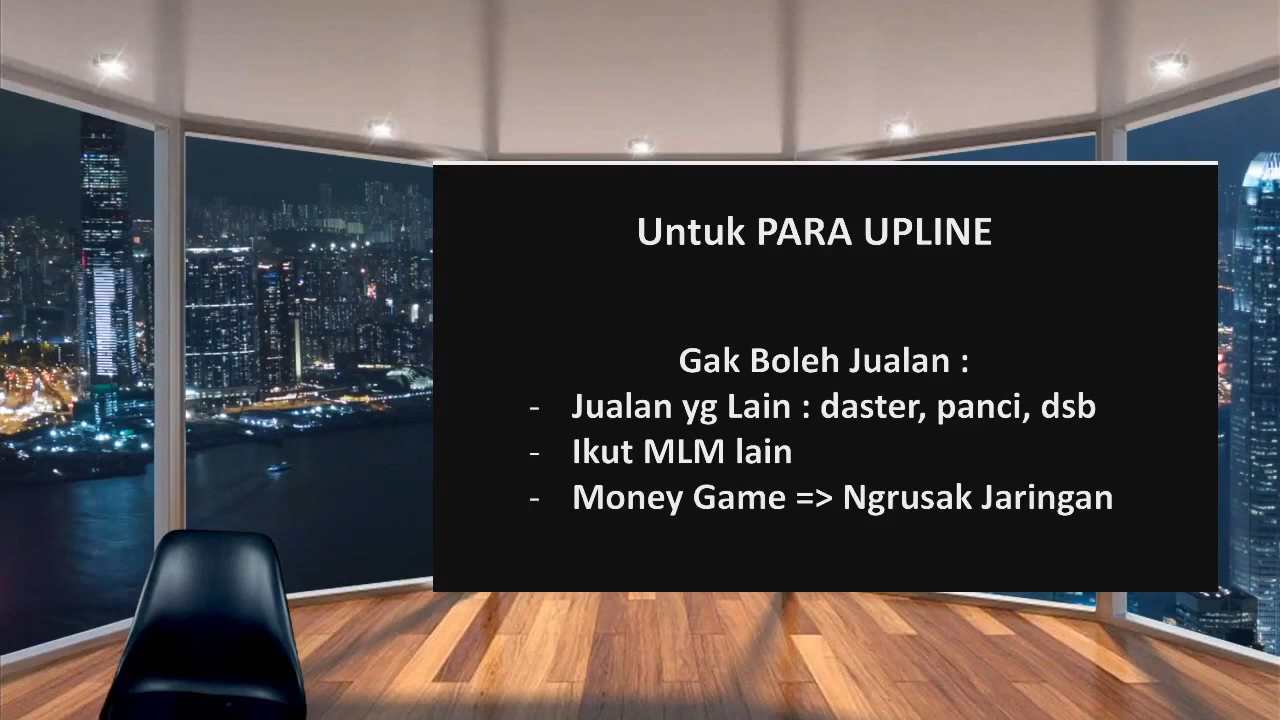 Untuk PARA UPLINE
Gak Boleh Jualan :
- Jualan yg Lain : daster, panci, dsb
- Ikut MLM lain
- Money Game => Ngrusak Jaringan